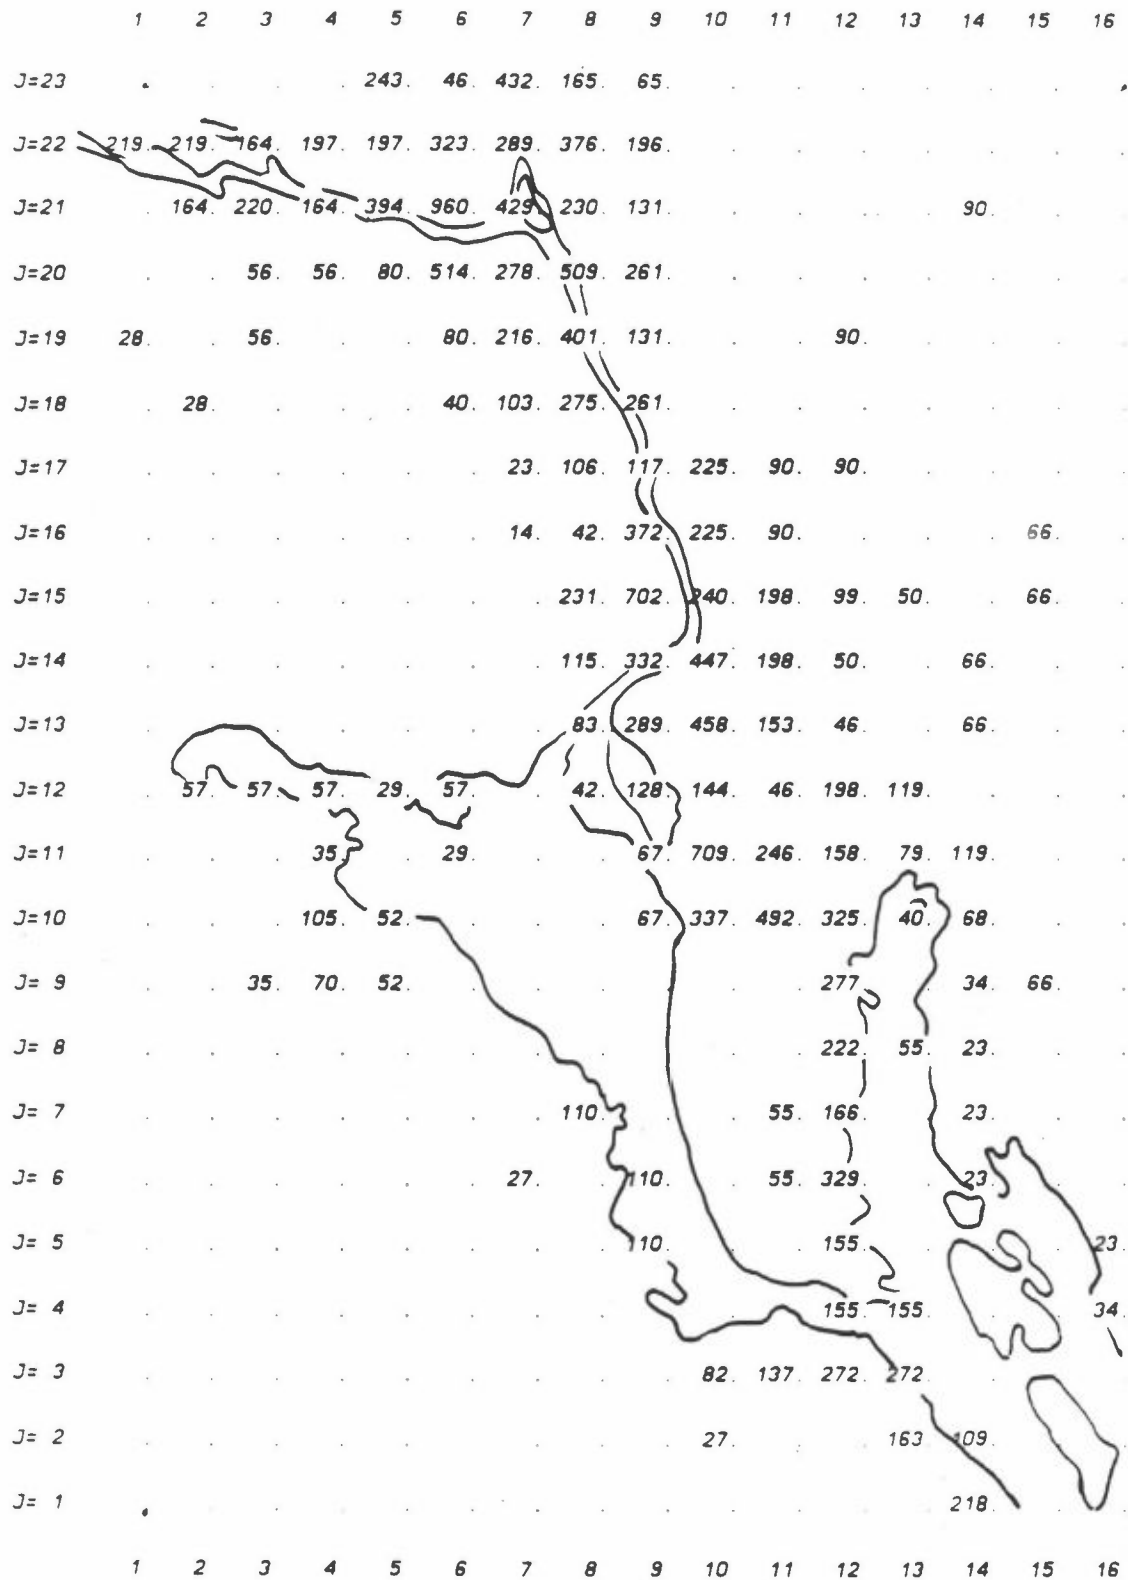 1 2 3 4 5 6 7 8 9 10 11 12 13 14 15 16
J=23 . . . . 243. 46. 432. 165. 65. . . . . . . .
J=22 219. 219. 164. 197. 197. 323. 289. 376. 196. . . . . . . .
J=21 . 164. 220. 164. 394. 960. 429. 230. 131. . . . . 90. . .
J=20 . . 56. 56. 80. 514. 278. 509. 261. . . . . . . .
J=19 28. . 56. . . 80. 216. 401. 131. . . 90. . . . .
J=18 . 28. . . . 40. 103. 275. 261. . . . . . . .
J=17 . . . . . . 23. 106. 117. 225. 90. 90. . . . .
J=16 . . . . . . 14. 42. 372. 225. 90. . . . 66. .
J=15 . . . . . . . 231. 702. 240. 198. 99. 50. . 66. .
J=14 . . . . . . . 115. 332. 447. 198. 50. . 66. . .
J=13 . . . . . . . 83. 289. 458. 153. 46. . 66. . .
J=12 . 57. 57. 57. 29. 57. . 42. 128. 144. 46. 198. 119. . . .
J=11 . . . 35. . 29. . . 67. 709. 246. 158. 79. 119. . .
J=10 . . . 105. 52. . . . 67. 337. 492. 325. 40. 68. . .
J= 9 . . 35. 70. 52. . . . . . . 277. . 34. 66. .
J= 8 . . . . . . . . . . . 222. 55. 23. . .
J= 7 . . . . . . . 110. . . 55. 166. . 23. . .
J= 6 . . . . . . 27. . 110. . 55. 329. . 23. . .
J= 5 . . . . . . . . 110. . . 155. . . . 23.
J= 4 . . . . . . . . . . . 155. 155. . . 34.
J= 3 . . . . . . . . . 82. 137. 272. 272. . . .
J= 2 . . . . . . . . . 27. . . 163. 109. . .
J= 1 . . . . . . . . . . . . . 218. . .
1 2 3 4 5 6 7 8 9 10 11 12 13 14 15 16